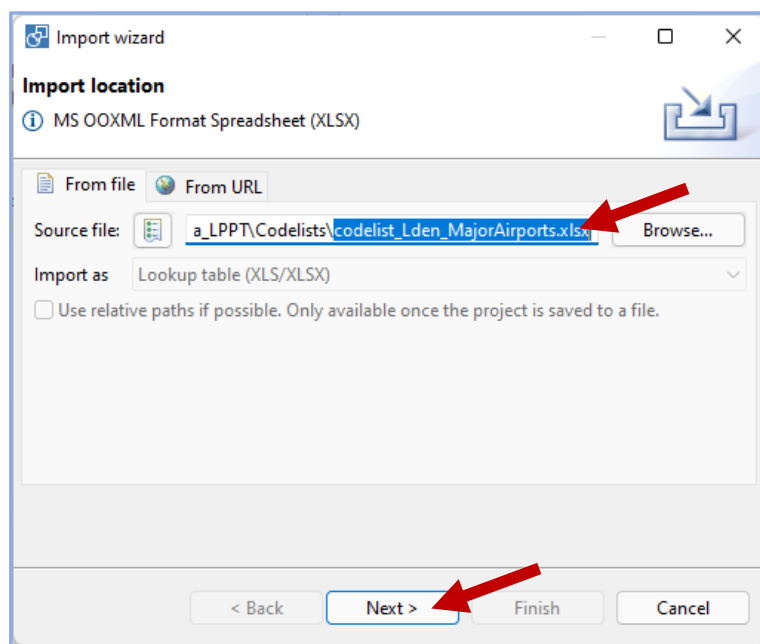 Import wizard
Import location
MS OOXML Format Spreadsheet (XLSX)
From file From URL
Source file: a_LPPT\Codelists\codelist_Lden_MajorAirports.xlsx Browse...
Import as Lookup table (XLS/XLSX)
Use relative paths if possible. Only available once the project is saved to a file.
< Back Next > Finish Cancel